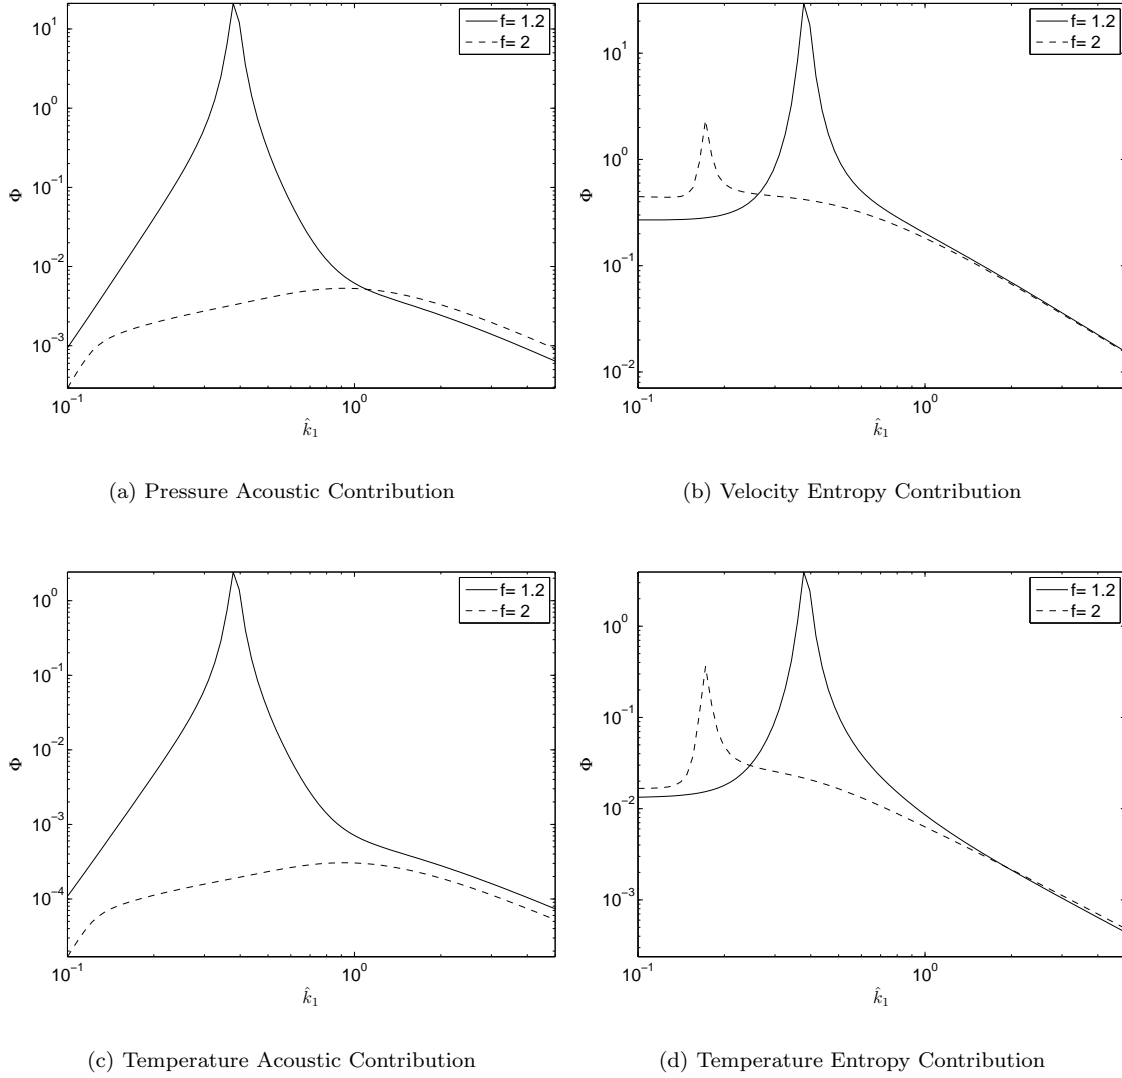 10^1
10^0
10^-1
10^-2
10^-3
Φ
10^-1
10^0
k̂₁
f= 1.2
f= 2
(a) Pressure Acoustic Contribution
10^1
10^0
10^-1
10^-2
Φ
10^-1
10^0
k̂₁
f= 1.2
f= 2
(b) Velocity Entropy Contribution
10^0
10^-1
10^-2
10^-3
10^-4
Φ
10^-1
10^0
k̂₁
f= 1.2
f= 2
(c) Temperature Acoustic Contribution
10^0
10^-1
10^-2
10^-3
Φ
10^-1
10^0
k̂₁
f= 1.2
f= 2
(d) Temperature Entropy Contribution